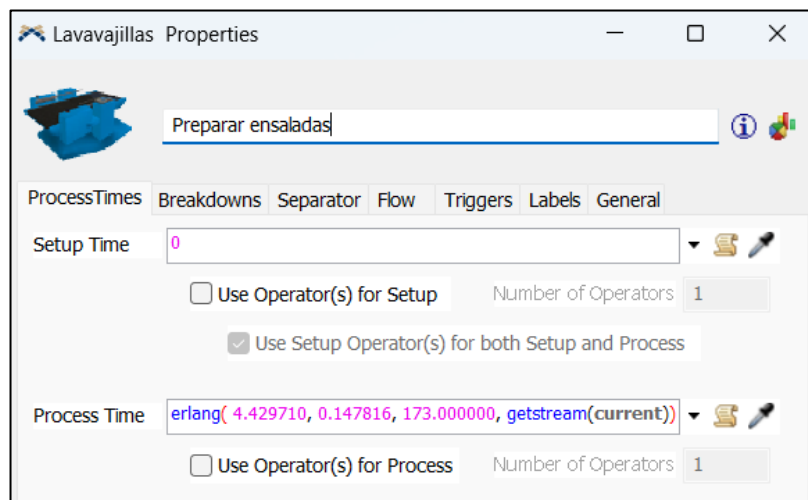 Lavavajillas Properties
Preparar ensaladas
ProcessTimes Breakdowns Separator Flow Triggers Labels General
Setup Time 0
Use Operator(s) for Setup Number of Operators 1
Use Setup Operator(s) for both Setup and Process
Process Time erlang( 4.429710, 0.147816, 173.000000, getstream(current))
Use Operator(s) for Process Number of Operators 1